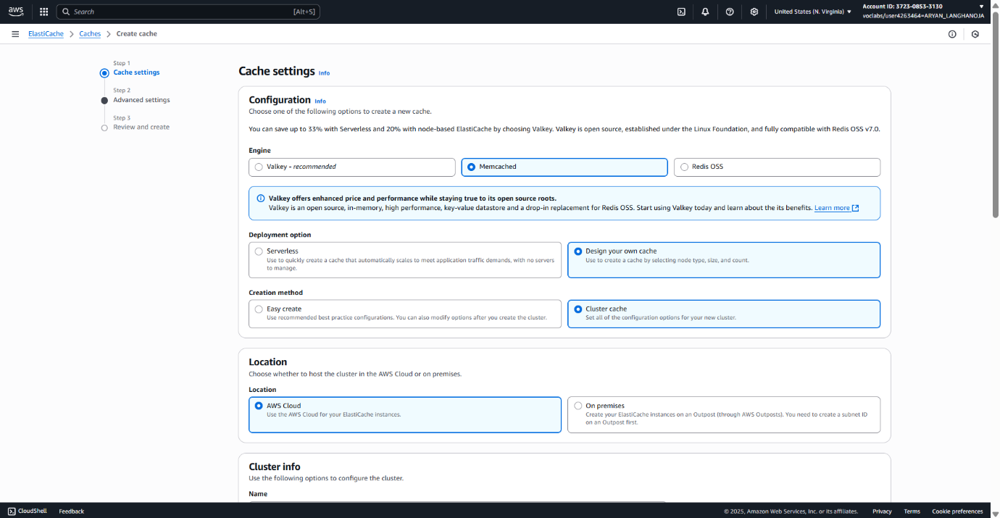 aws
Search [Alt+S]
United States (N. Virginia)
Account ID: 3723-0853-3130
voclabs/user4263464=ARYAN_LANGHANOJA
ElastiCache > Caches > Create cache
Step 1
Cache settings
Step 2
Advanced settings
Step 3
Review and create
Cache settings Info
Configuration Info
Choose one of the following options to create a new cache.
You can save up to 33% with Serverless and 20% with node-based ElastiCache by choosing Valkey. Valkey is open source, established under the Linux Foundation, and fully compatible with Redis OSS v7.0.
Engine
Valkey - recommended
Memcached
Redis OSS
Valkey offers enhanced price and performance while staying true to its open source roots.
Valkey is an open source, in-memory, high performance, key-value datastore and a drop-in replacement for Redis OSS. Start using Valkey today and learn about the its benefits. Learn more
Deployment option
Serverless
Use to quickly create a cache that automatically scales to meet application traffic demands, with no servers
to manage.
Design your own cache
Use to create a cache by selecting node type, size, and count.
Creation method
Easy create
Use recommended best practice configurations. You can also modify options after you create the cluster.
Cluster cache
Set all of the configuration options for your new cluster.
Location
Choose whether to host the cluster in the AWS Cloud or on premises.
Location
AWS Cloud
Use the AWS Cloud for your ElastiCache instances.
On premises
Create your ElastiCache instances on an Outpost (through AWS Outposts). You need to create a subnet ID
on an Outpost first.
Cluster info
Use the following options to configure the cluster.
Name
CloudShell Feedback
© 2025, Amazon Web Services, Inc. or its affiliates. Privacy Terms Cookie preferences